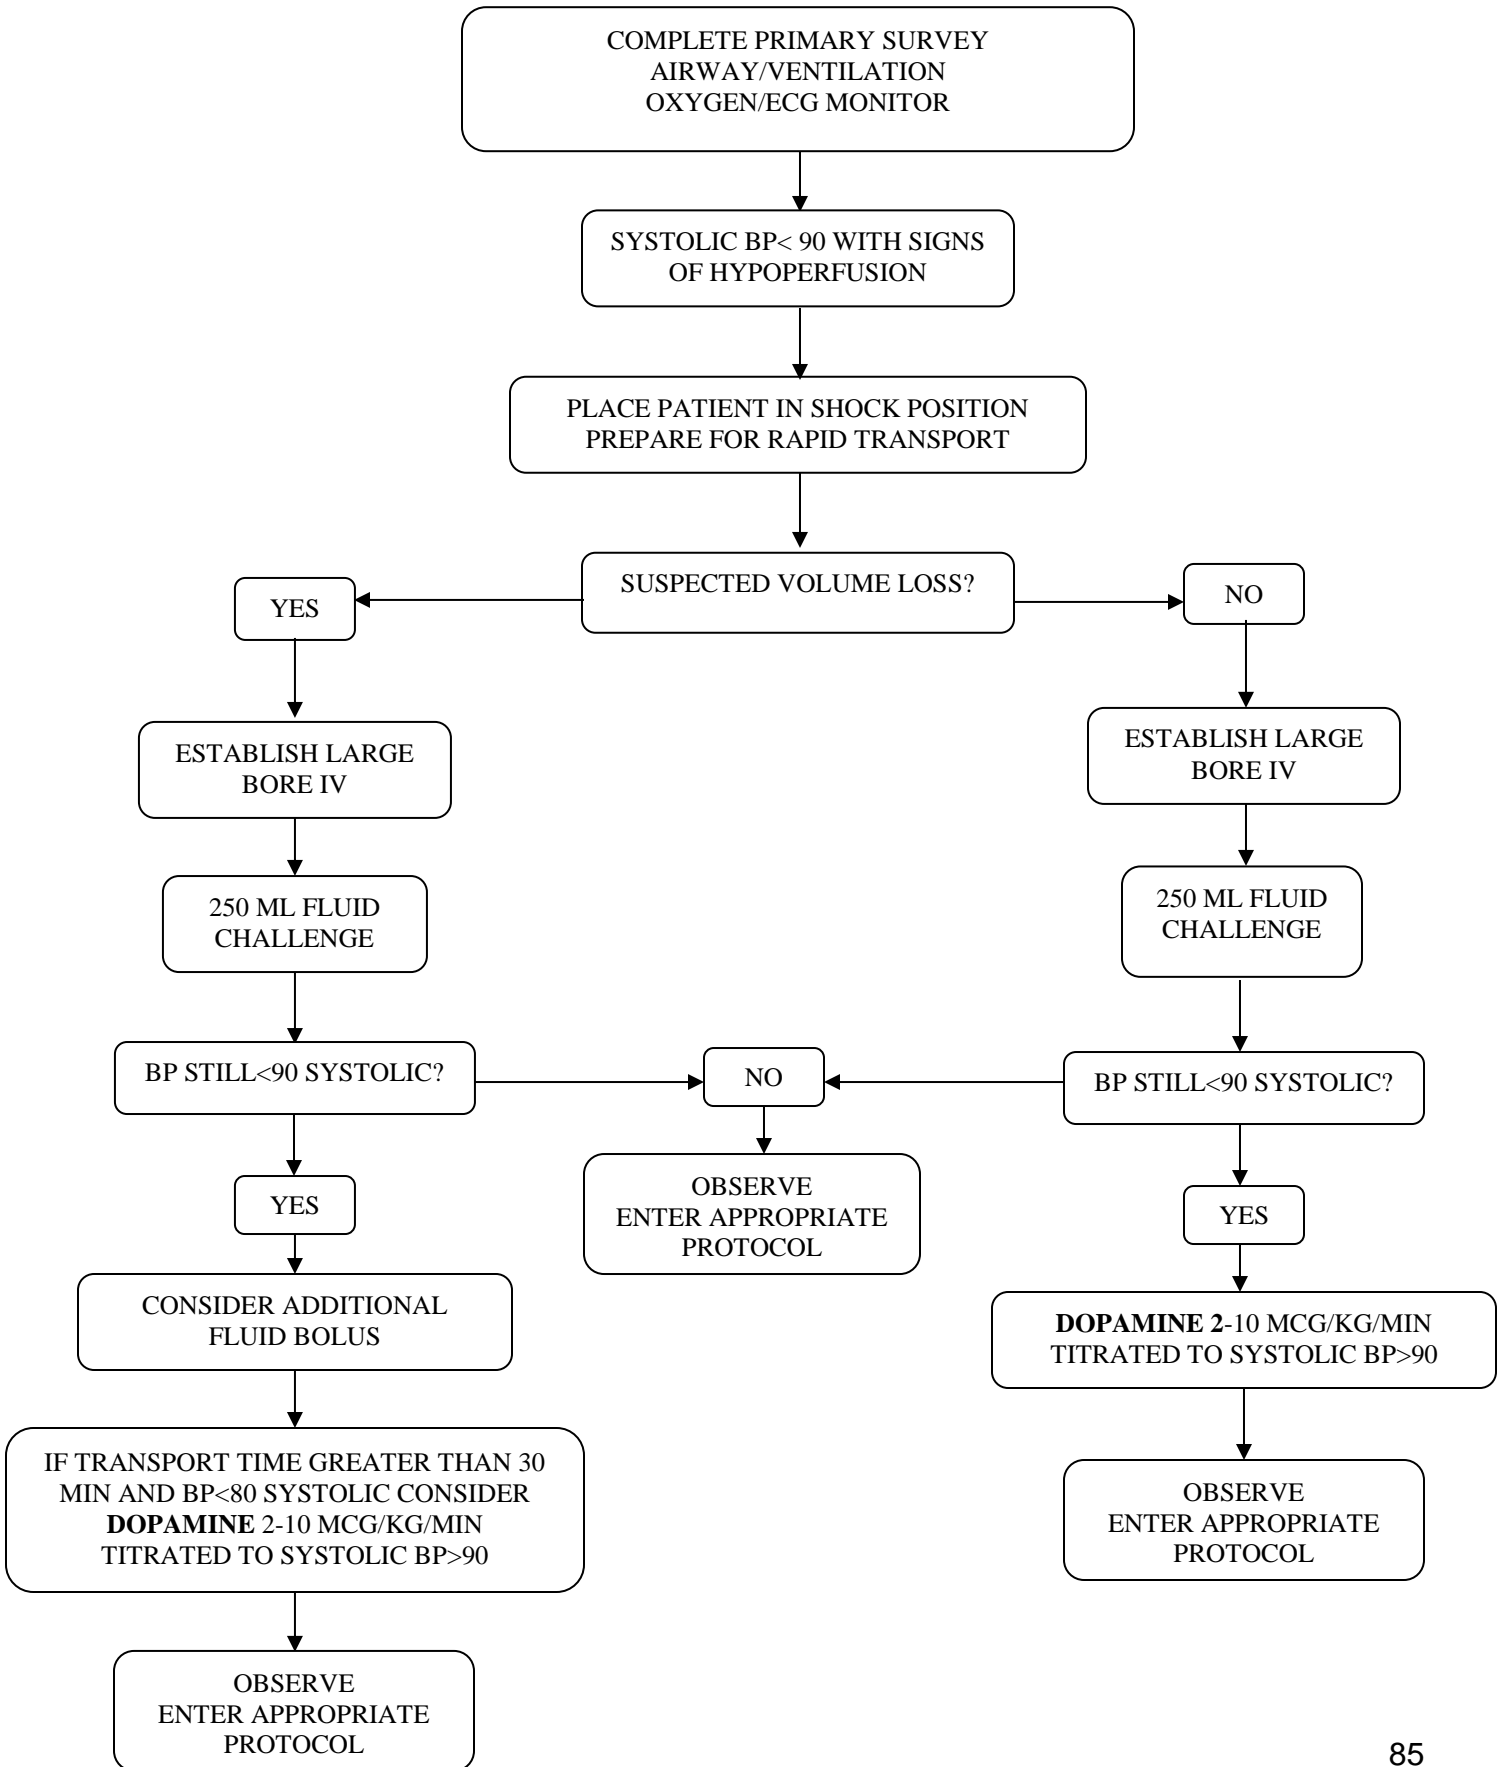 COMPLETE PRIMARY SURVEY
AIRWAY/VENTILATION
OXYGEN/ECG MONITOR
SYSTOLIC BP< 90 WITH SIGNS
OF HYPOPERFUSION
PLACE PATIENT IN SHOCK POSITION
PREPARE FOR RAPID TRANSPORT
SUSPECTED VOLUME LOSS?
YES
ESTABLISH LARGE
BORE IV
250 ML FLUID
CHALLENGE
BP STILL<90 SYSTOLIC?
YES
CONSIDER ADDITIONAL
FLUID BOLUS
IF TRANSPORT TIME GREATER THAN 30
MIN AND BP<80 SYSTOLIC CONSIDER
DOPAMINE 2-10 MCG/KG/MIN
TITRATED TO SYSTOLIC BP>90
OBSERVE
ENTER APPROPRIATE
PROTOCOL
NO
OBSERVE
ENTER APPROPRIATE
PROTOCOL
NO
ESTABLISH LARGE
BORE IV
250 ML FLUID
CHALLENGE
BP STILL<90 SYSTOLIC?
YES
DOPAMINE 2-10 MCG/KG/MIN
TITRATED TO SYSTOLIC BP>90
OBSERVE
ENTER APPROPRIATE
PROTOCOL
85